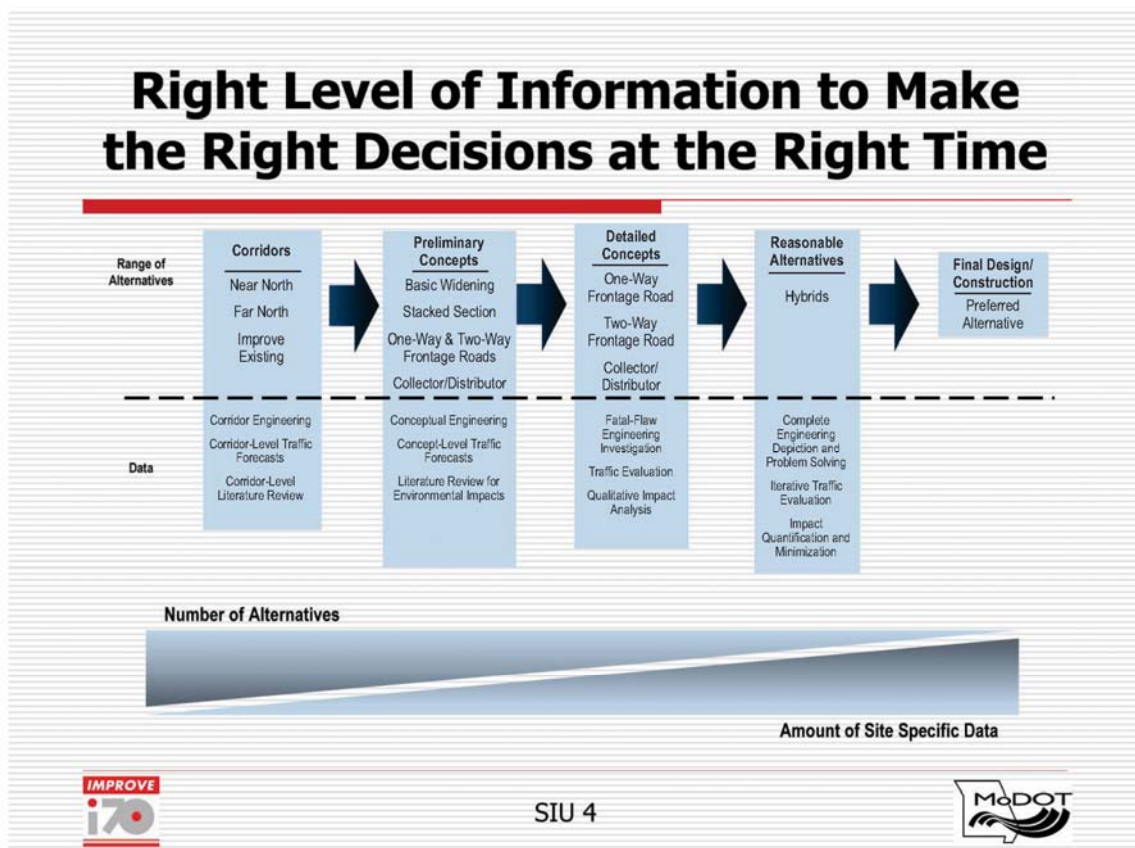 Right Level of Information to Make
the Right Decisions at the Right Time
Range of
Alternatives
Corridors
Near North
Far North
Improve
Existing
Preliminary
Concepts
Basic Widening
Stacked Section
One-Way & Two-Way
Frontage Roads
Collector/Distributor
Detailed
Concepts
One-Way
Frontage Road
Two-Way
Frontage Road
Collector/
Distributor
Reasonable
Alternatives
Hybrids
Final Design/
Construction
Preferred
Alternative
Data
Corridor Engineering
Corridor-Level Traffic
Forecasts
Corridor-Level
Literature Review
Conceptual Engineering
Concept-Level Traffic
Forecasts
Literature Review for
Environmental Impacts
Fatal-Flaw
Engineering
Investigation
Traffic Evaluation
Qualitative Impact
Analysis
Complete
Engineering
Depiction and
Problem Solving
Iterative Traffic
Evaluation
Impact
Quantification and
Minimization
Number of Alternatives
Amount of Site Specific Data
IMPROVE
i70
SIU 4
MoDOT